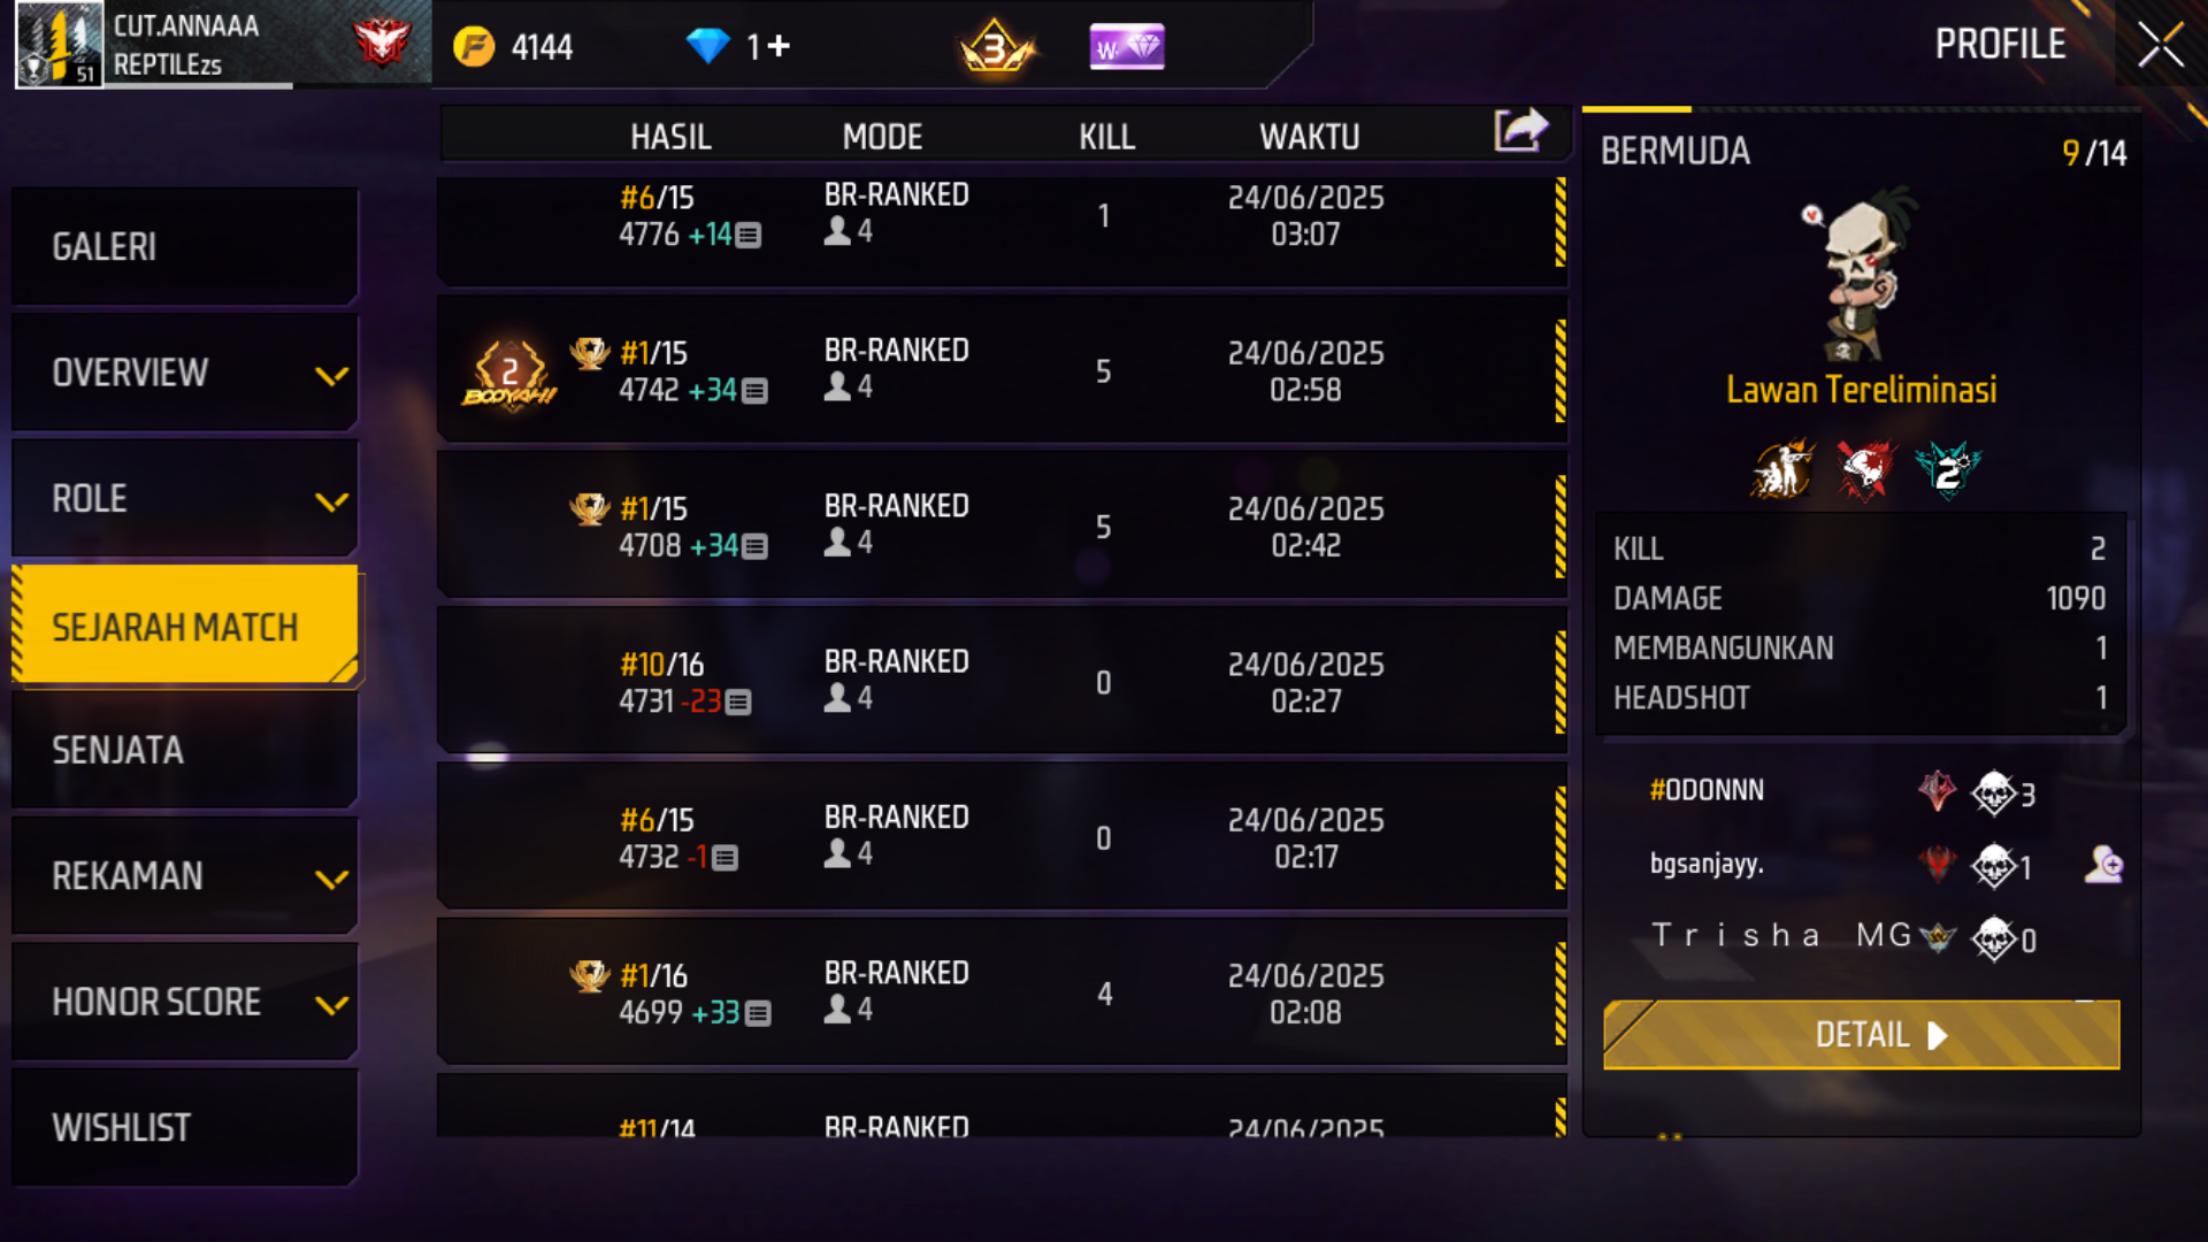 CUT.ANNAAA
REPTILEzs
51
4144
1+
3
W
PROFILE
GALERI
OVERVIEW
ROLE
SEJARAH MATCH
SENJATA
REKAMAN
HONOR SCORE
WISHLIST
HASIL MODE KILL WAKTU
#6/15 BR-RANKED 24/06/2025
4776 +14 4 1 03:07
2 BOOYAH!
#1/15 BR-RANKED 24/06/2025
4742 +34 4 5 02:58
#1/15 BR-RANKED 24/06/2025
4708 +34 4 5 02:42
#10/16 BR-RANKED 24/06/2025
4731 -23 4 0 02:27
#6/15 BR-RANKED 24/06/2025
4732 -1 4 0 02:17
#1/16 BR-RANKED 24/06/2025
4699 +33 4 4 02:08
#11/14 BR-RANKED 24/06/2025
BERMUDA 9/14
Lawan Tereliminasi
2
KILL 2
DAMAGE 1090
MEMBANGUNKAN 1
HEADSHOT 1
#ODONNN 3
bgsanjayy. 1
Trisha MG 0
DETAIL